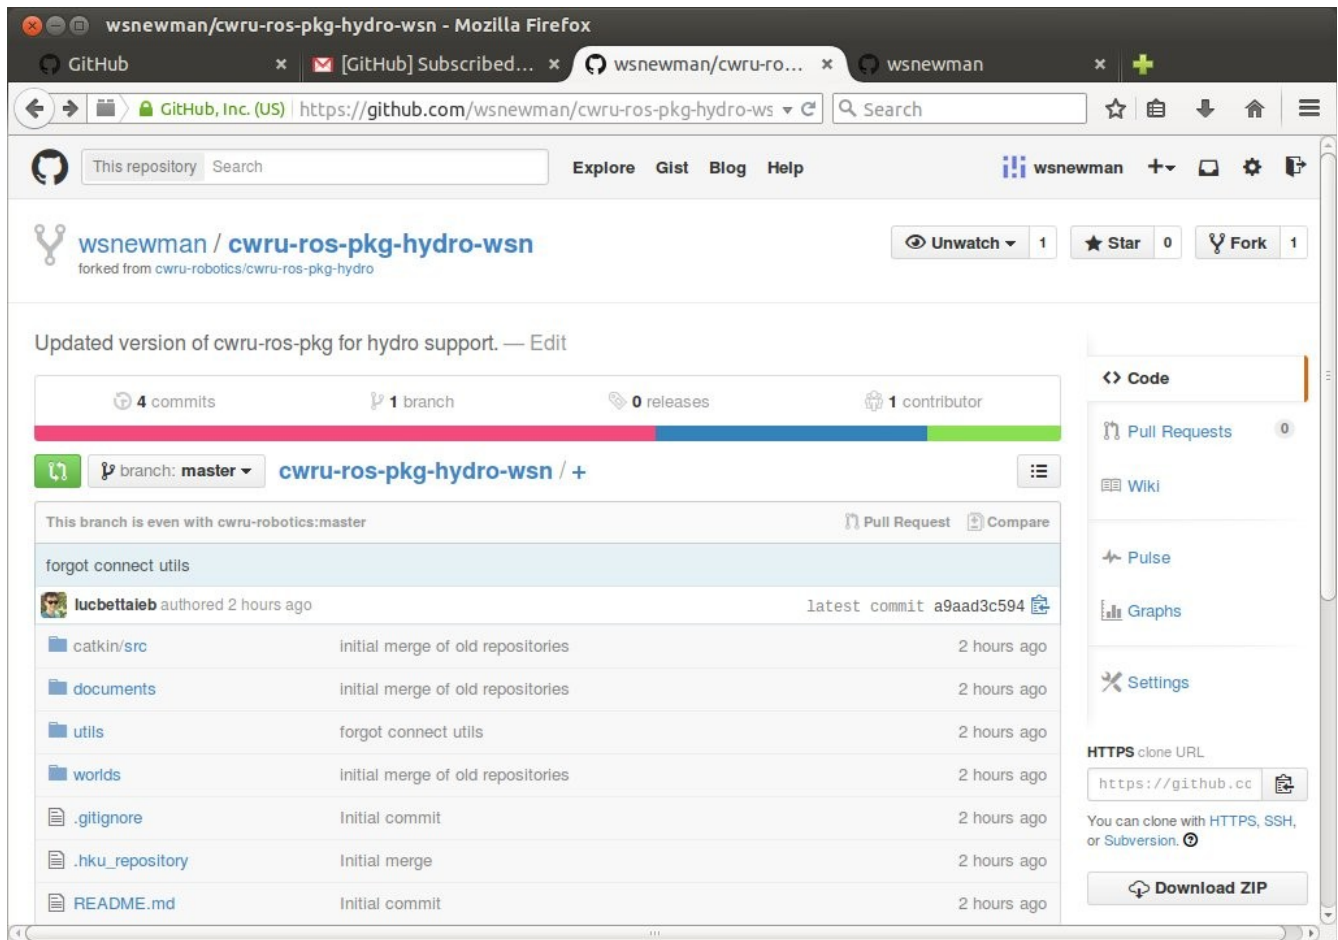 wsnewman/cwru-ros-pkg-hydro-wsn - Mozilla Firefox
GitHub × [GitHub] Subscribed... × wsnewman/cwru-ro... × wsnewman ×
GitHub, Inc. (US) https://github.com/wsnewman/cwru-ros-pkg-hydro-ws Search
This repository Search Explore Gist Blog Help wsnewman
wsnewman / cwru-ros-pkg-hydro-wsn Unwatch 1 Star 0 Fork 1
forked from cwru-robotics/cwru-ros-pkg-hydro
Updated version of cwru-ros-pkg for hydro support. — Edit
4 commits 1 branch 0 releases 1 contributor
branch: master cwru-ros-pkg-hydro-wsn / +
This branch is even with cwru-robotics:master Pull Request Compare
forgot connect utils
lucbettaieb authored 2 hours ago latest commit a9aad3c594
catkin/src initial merge of old repositories 2 hours ago
documents initial merge of old repositories 2 hours ago
utils forgot connect utils 2 hours ago
worlds initial merge of old repositories 2 hours ago
.gitignore Initial commit 2 hours ago
.hku_repository Initial merge 2 hours ago
README.md Initial commit 2 hours ago
Code
Pull Requests 0
Wiki
Pulse
Graphs
Settings
HTTPS clone URL
https://github.cc
You can clone with HTTPS, SSH,
or Subversion.
Download ZIP